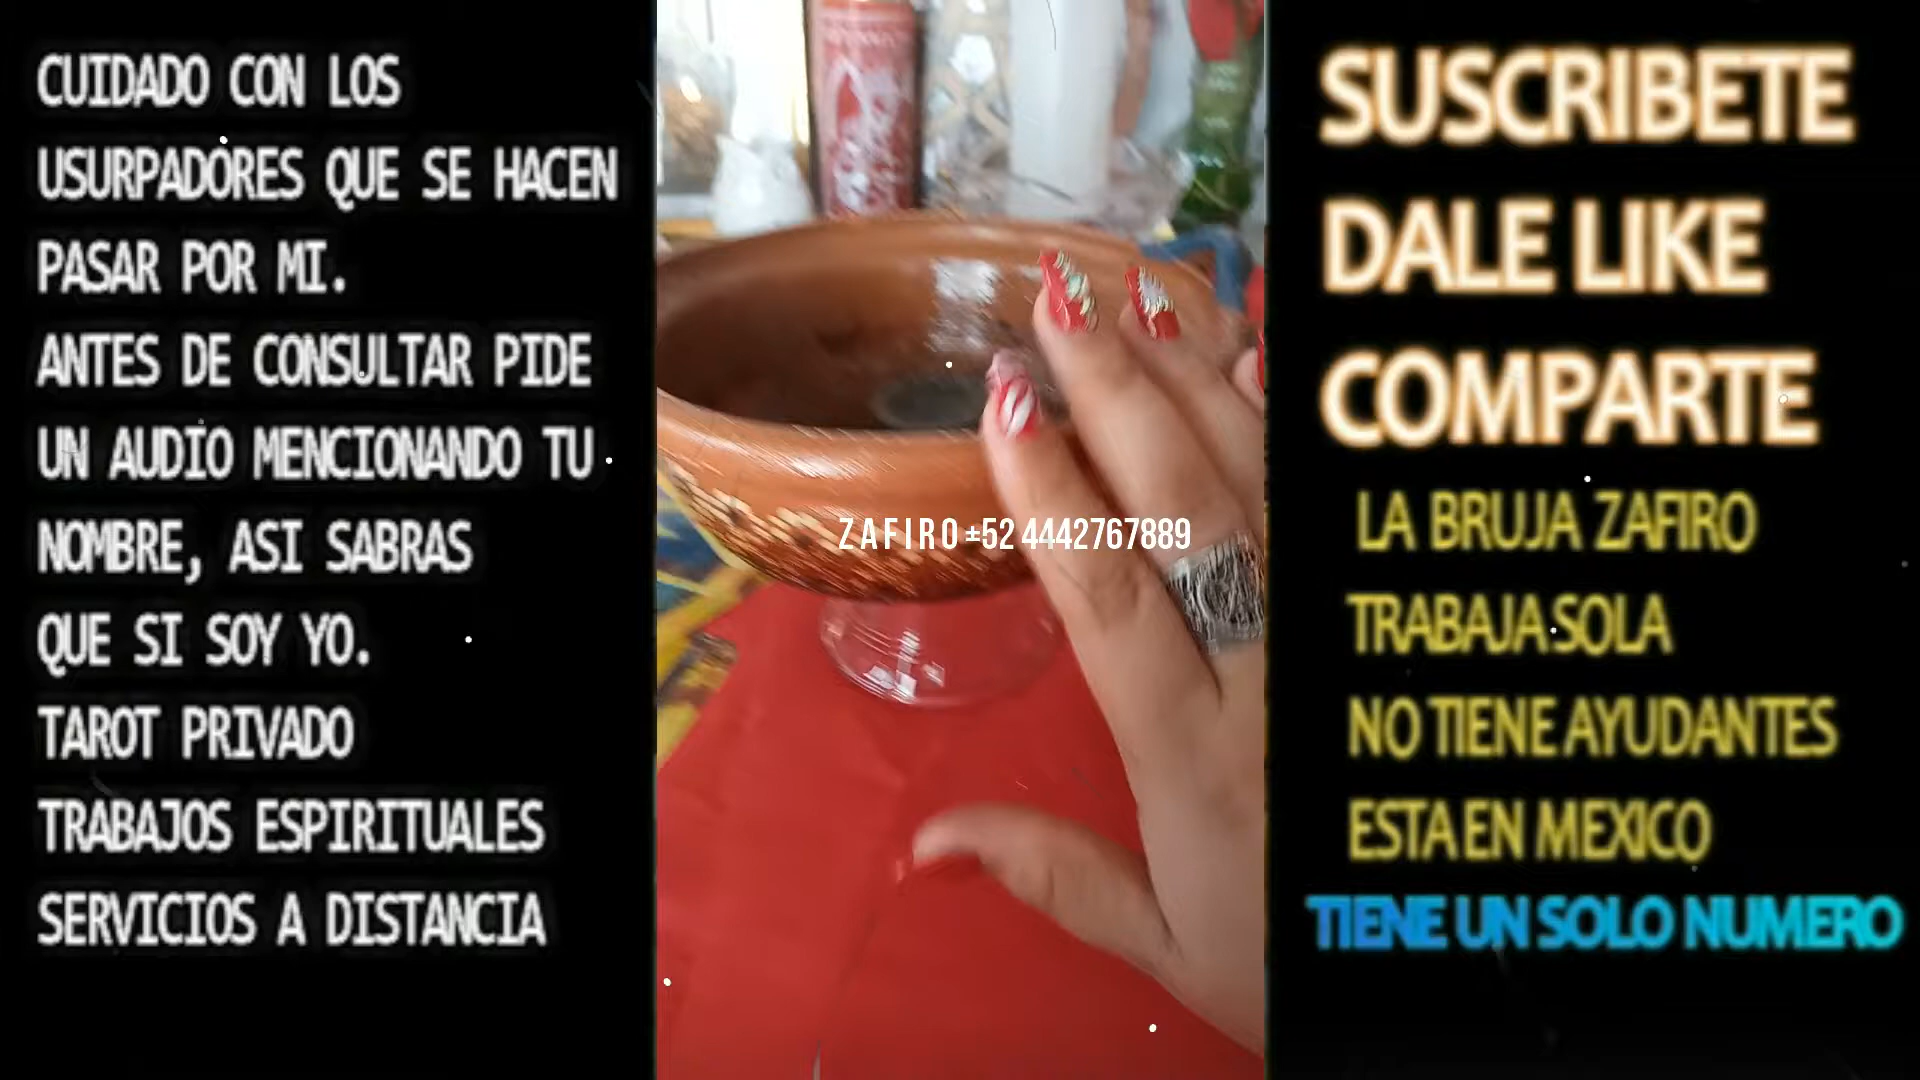 CUIDADO CON LOS
USURPADORES QUE SE HACEN
PASAR POR MI.
ANTES DE CONSULTAR PIDE
UN AUDIO MENCIONANDO TU
NOMBRE, ASI SABRAS
QUE SI SOY YO.
TAROT PRIVADO
TRABAJOS ESPIRITUALES
SERVICIOS A DISTANCIA
ZAFIRO ±52 4442767889
SUSCRIBETE
DALE LIKE
COMPARTE
LA BRUJA ZAFIRO
TRABAJA SOLA
NO TIENE AYUDANTES
ESTA EN MEXICO
TIENE UN SOLO NUMERO